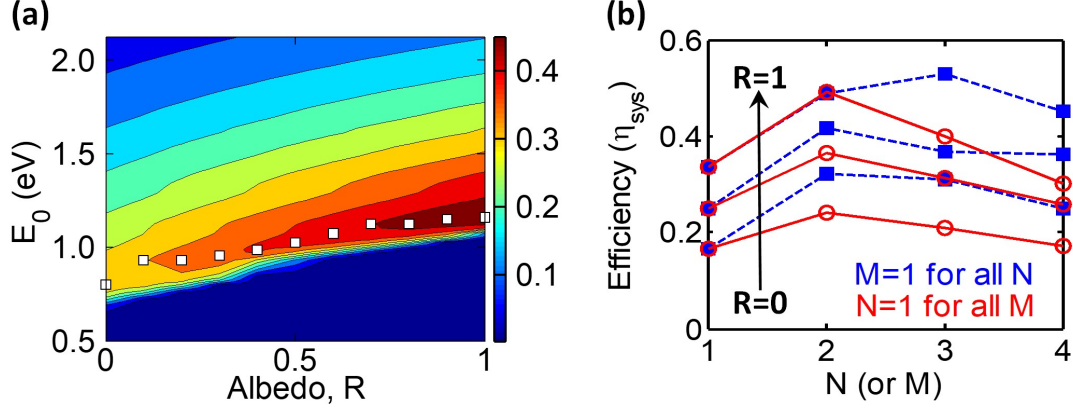 (a)
E0 (eV)
2.0
1.5
1.0
0.5
0
0.5
1
Albedo, R
0.4
0.3
0.2
0.1
(b)
Efficiency (ηsys)
0.6
0.4
0.2
0
R=1
R=0
M=1 for all N
N=1 for all M
1
2
3
4
N (or M)